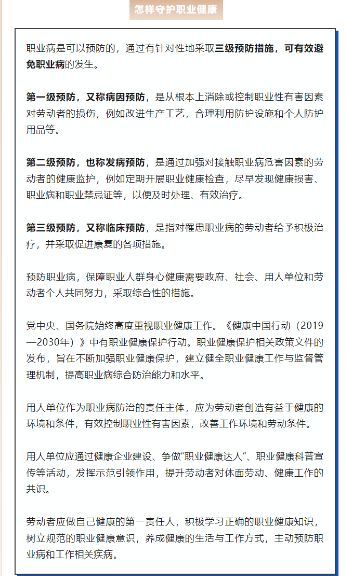 怎样守护职业健康
职业病是可以预防的，通过有针对性地采取三级预防措施，可有效避
免职业病的发生。
第一级预防，又称病因预防，是从根本上消除或控制职业性有害因素
对劳动者的损伤，例如改进生产工艺，合理利用防护设施和个人防护
用品等。
第二级预防，也称发病预防，是通过加强对接触职业病危害因素的劳
动者的健康监护，例如定期开展职业健康检查，尽早发现健康损害、
职业病和职业禁忌证等，以便及时处理、有效治疗。
第三级预防，又称临床预防，是指对罹患职业病的劳动者给予积极治
疗，并采取促进康复的各项措施。
预防职业病，保障职业人群身心健康需要政府、社会、用人单位和劳
动者个人共同努力，采取综合性的措施。
党中央、国务院始终高度重视职业健康工作。《健康中国行动（2019
—2030年）》中有职业健康保护行动。职业健康保护相关政策文件的
发布，旨在不断加强职业健康保护，建立健全职业健康工作与监督管
理机制，提高职业病综合防治能力和水平。
用人单位作为职业病防治的责任主体，应为劳动者创造有益于健康的
环境和条件，有效控制职业性有害因素，改善工作环境和劳动条件。
用人单位应通过健康企业建设、争做“职业健康达人”、职业健康科普宣
传等活动，发挥示范引领作用，提升劳动者对体面劳动、健康工作的
共识。
劳动者应做自己健康的第一责任人，积极学习正确的职业健康知识，
树立规范的职业健康意识，养成健康的生活与工作方式，主动预防职
业病和工作相关疾病。